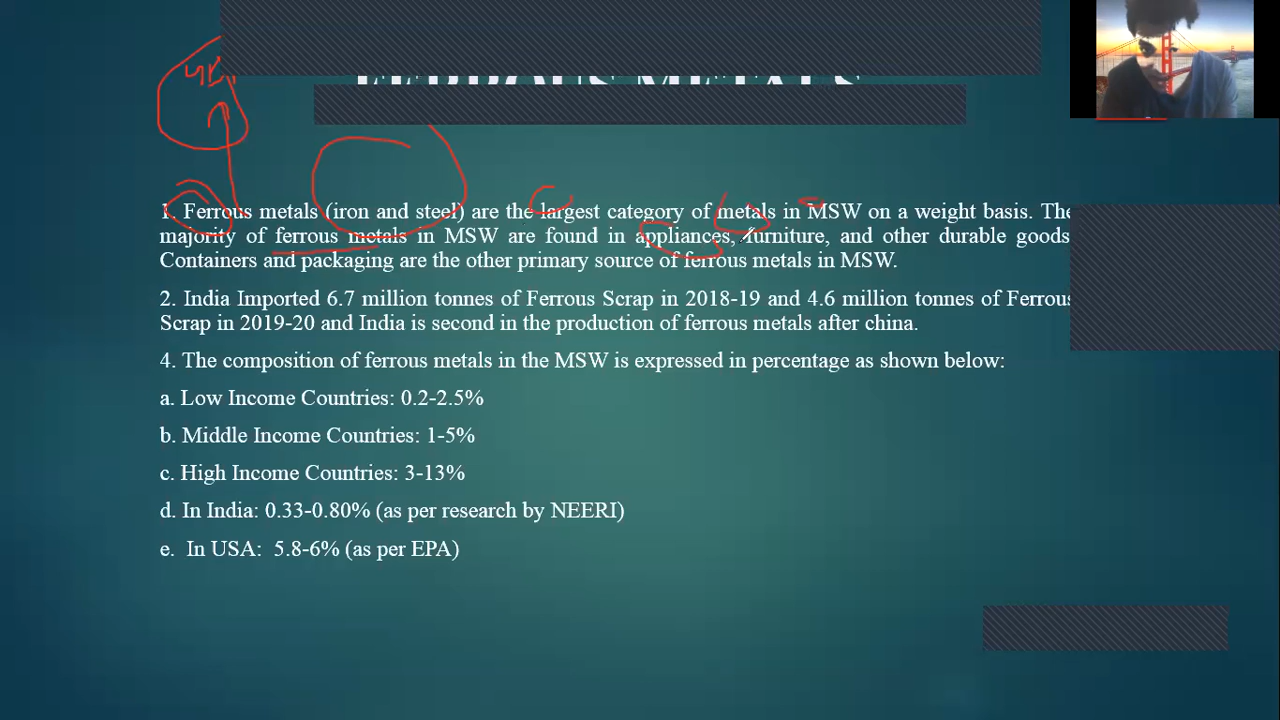 FERROUS METALS
1. Ferrous metals (iron and steel) are the largest category of metals in MSW on a weight basis. The
majority of ferrous metals in MSW are found in appliances, furniture, and other durable goods
Containers and packaging are the other primary source of ferrous metals in MSW.
2. India Imported 6.7 million tonnes of Ferrous Scrap in 2018-19 and 4.6 million tonnes of Ferrous
Scrap in 2019-20 and India is second in the production of ferrous metals after china.
4. The composition of ferrous metals in the MSW is expressed in percentage as shown below:
a. Low Income Countries: 0.2-2.5%
b. Middle Income Countries: 1-5%
c. High Income Countries: 3-13%
d. In India: 0.33-0.80% (as per research by NEERI)
e. In USA: 5.8-6% (as per EPA)